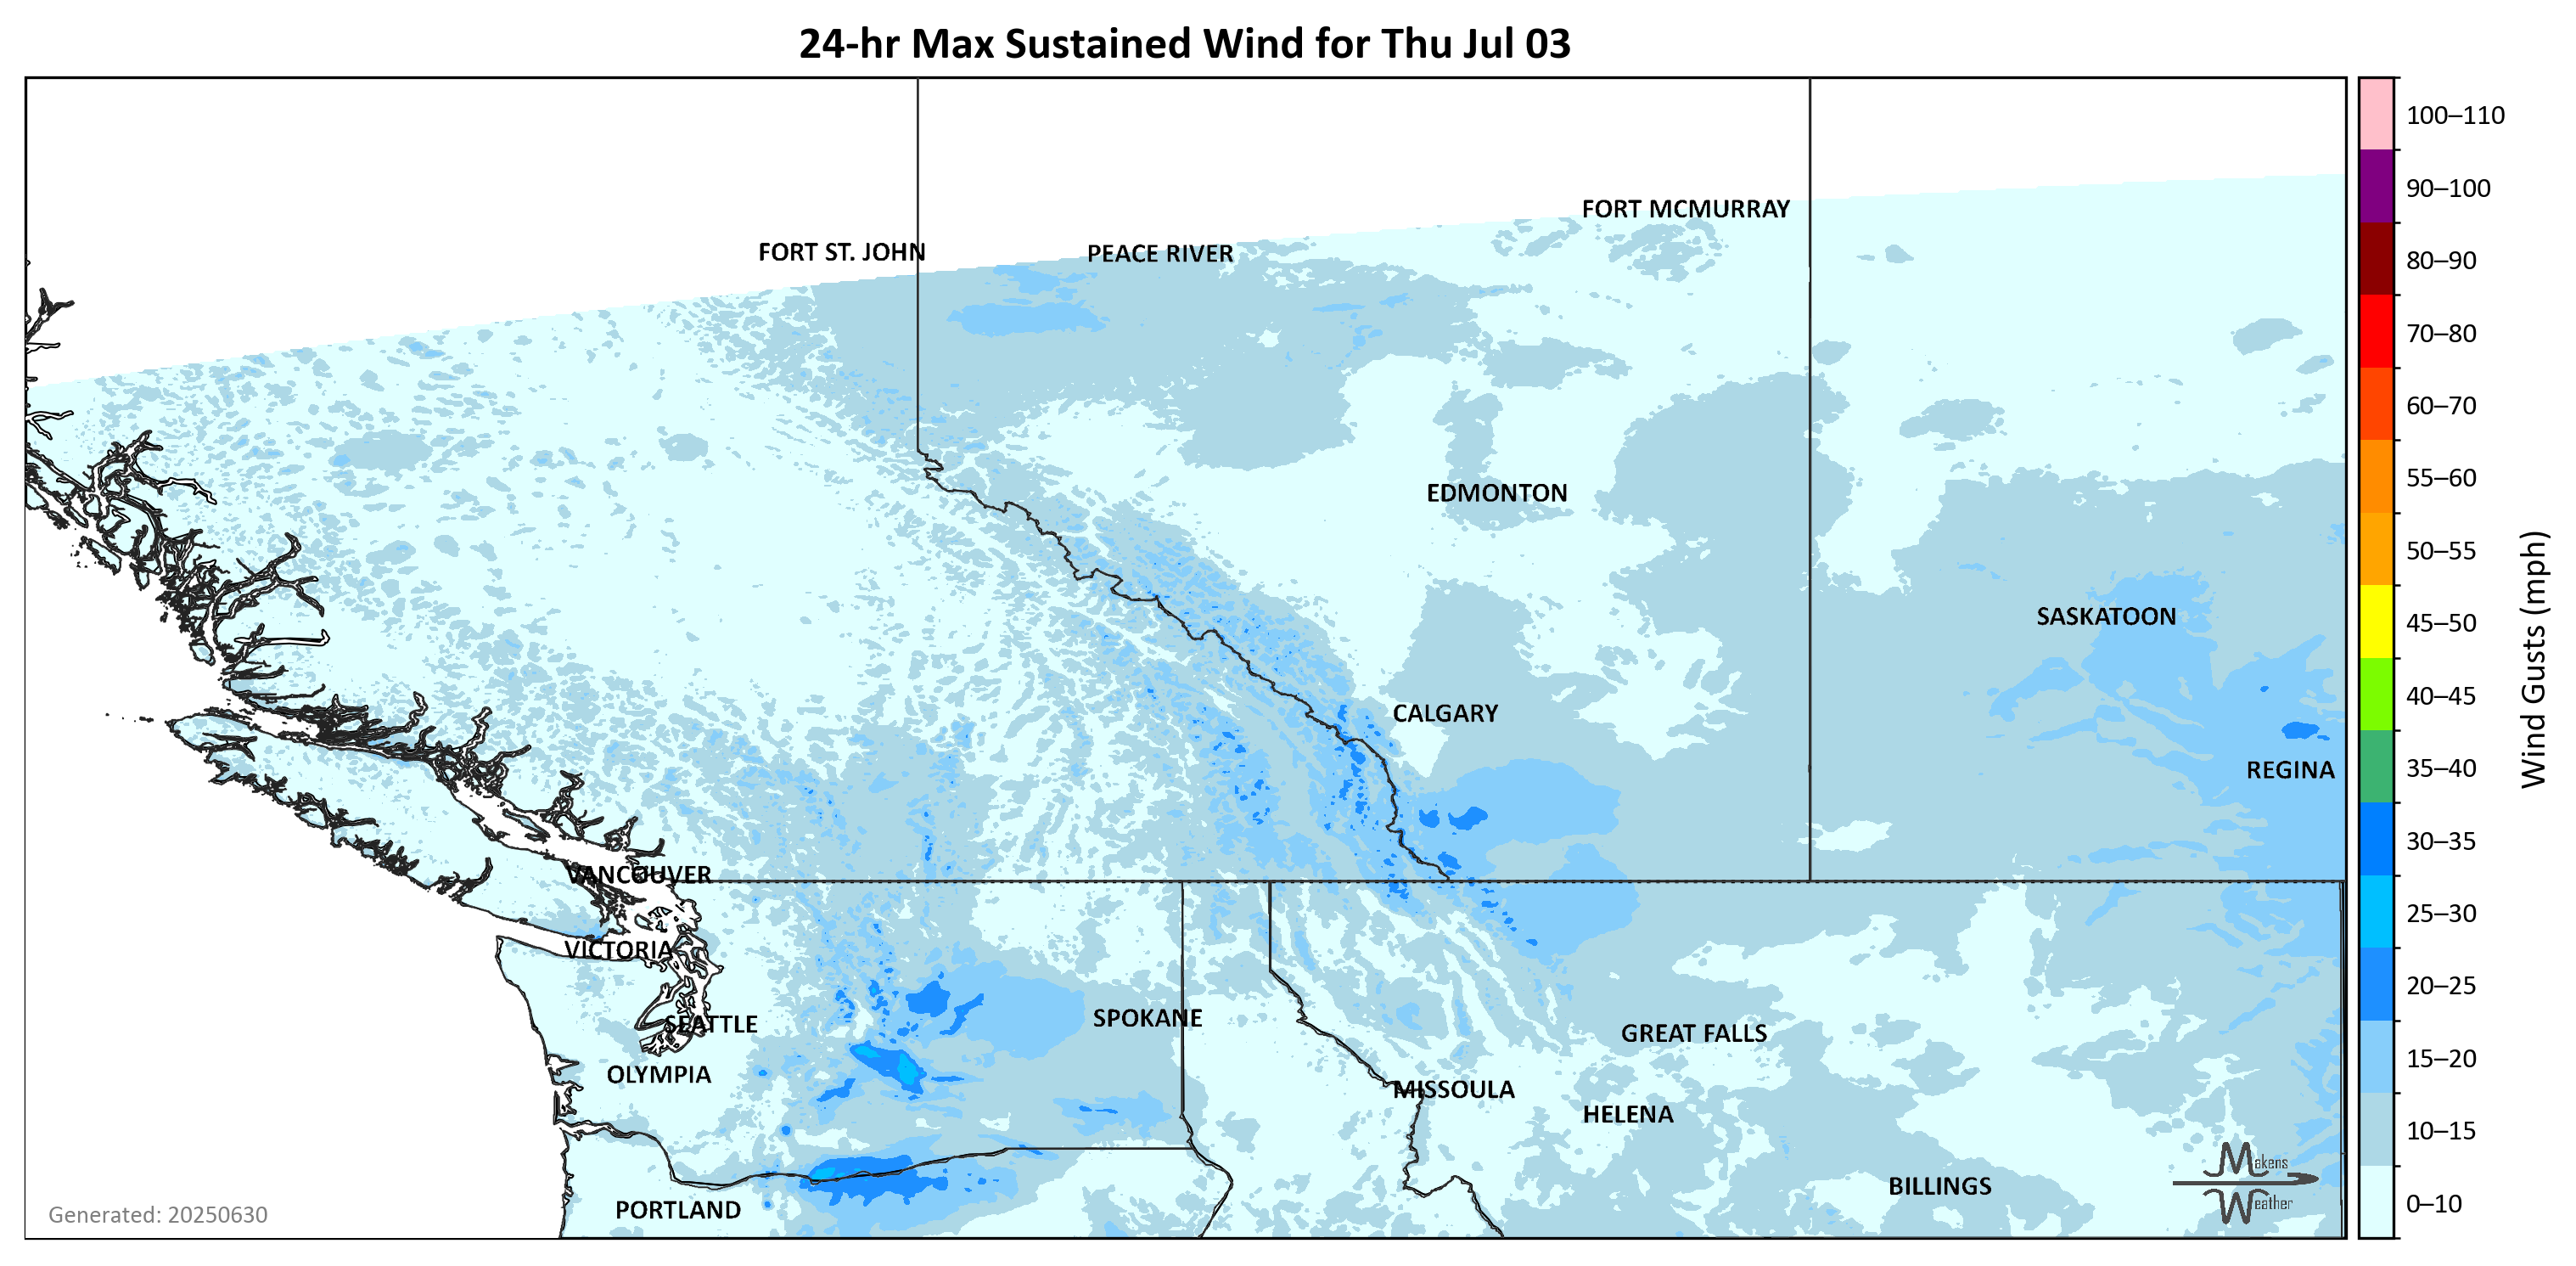 24-hr Max Sustained Wind for Thu Jul 03
FORT MCMURRAY
FORT ST. JOHN
PEACE RIVER
EDMONTON
SASKATOON
CALGARY
REGINA
VANCOUVER
VICTORIA
SEATTLE
SPOKANE
GREAT FALLS
OLYMPIA
MISSOULA
HELENA
BILLINGS
PORTLAND
Makens
Weather
Generated: 20250630
100–110
90–100
80–90
70–80
60–70
55–60
50–55
45–50
40–45
35–40
30–35
25–30
20–25
15–20
10–15
0–10
Wind Gusts (mph)